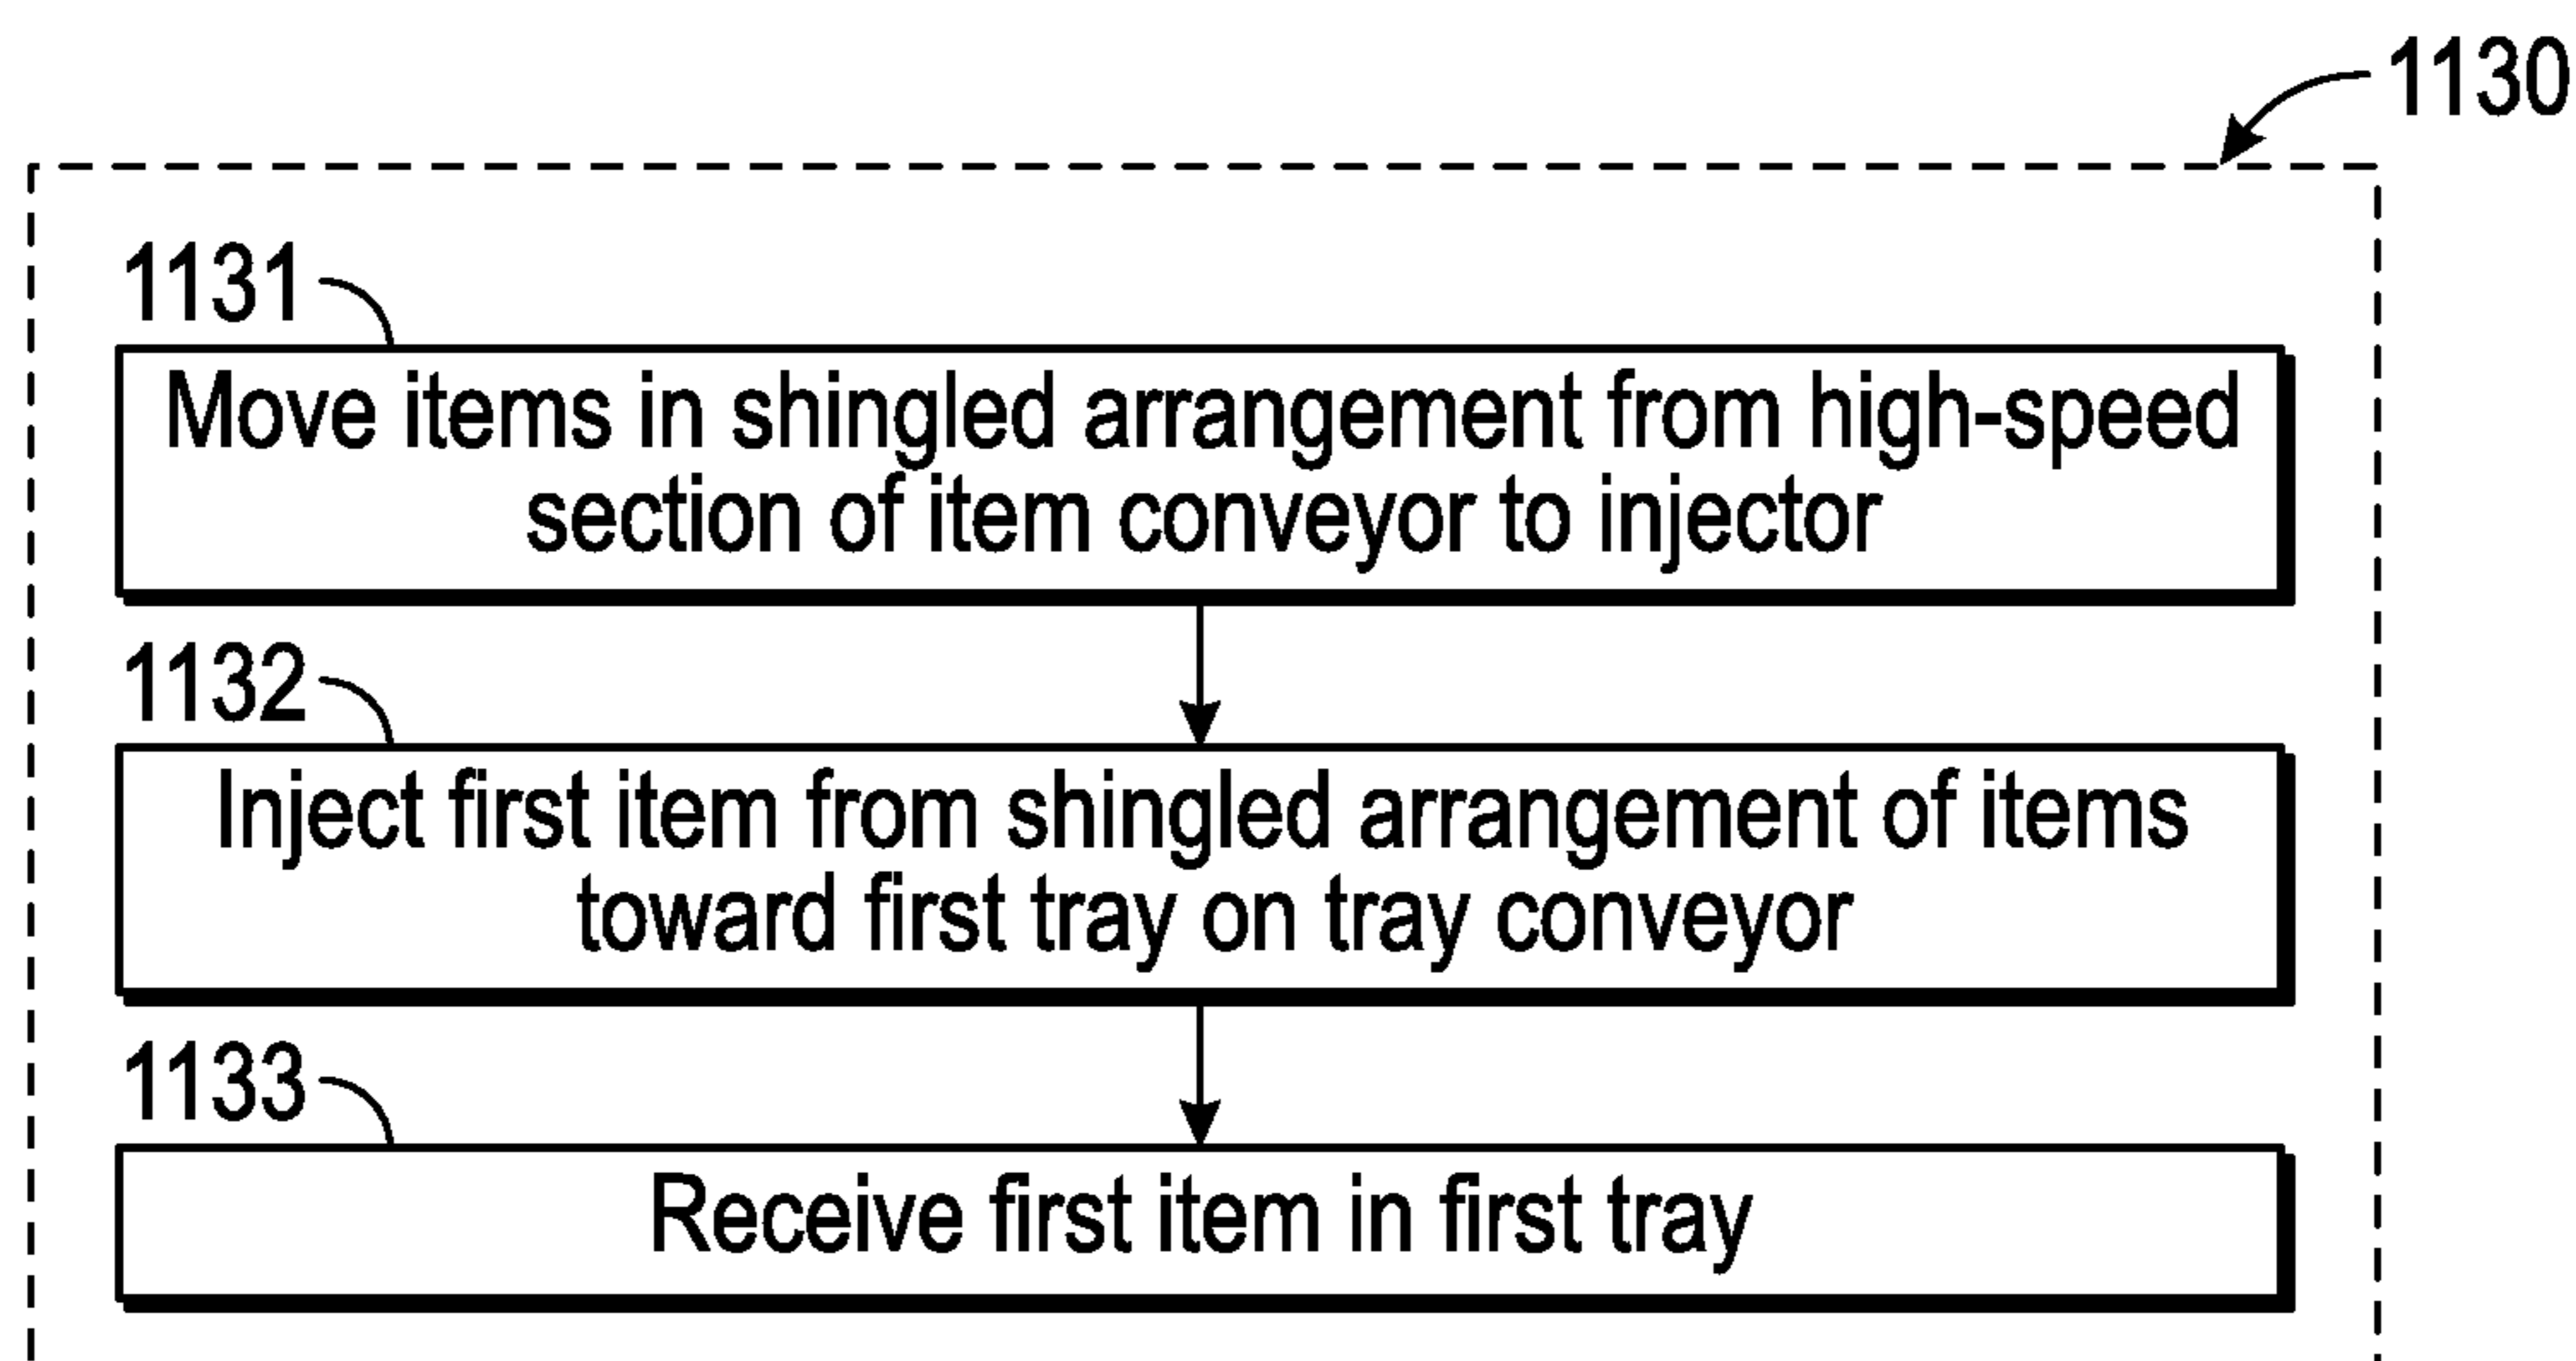 1130
1131
Move items in shingled arrangement from high-speed
section of item conveyor to injector
1132
Inject first item from shingled arrangement of items
toward first tray on tray conveyor
1133
Receive first item in first tray